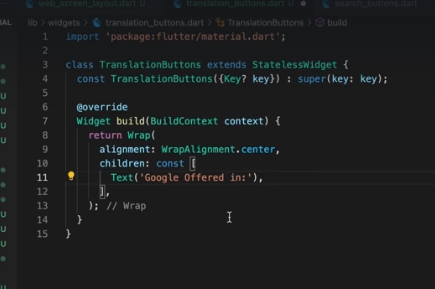 web_screen_layout.dart U translation_buttons.dart U search_buttons.dart
lib > widgets > translation_buttons.dart > TranslationButtons > build
1 import 'package:flutter/material.dart';
2
3 class TranslationButtons extends StatelessWidget {
4 const TranslationButtons({Key? key}) : super(key: key);
5
6 @override
7 Widget build(BuildContext context) {
8 return Wrap(
9 alignment: WrapAlignment.center,
10 children: const [
11 Text('Google Offered in:'),
12 ],
13 ); // Wrap
14 }
15 }